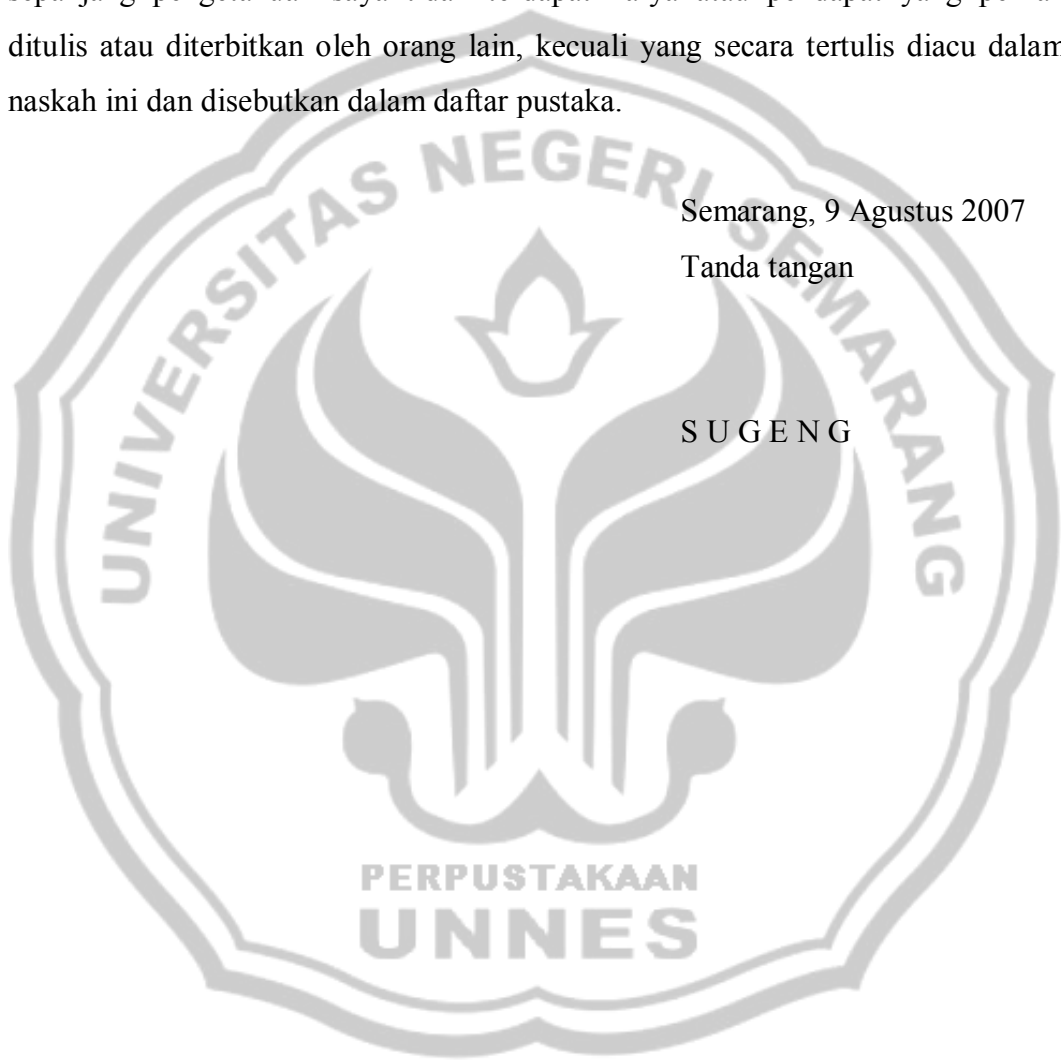 ditulis atau diterbitkan oleh orang lain, kecuali yang secara tertulis diacu dalam
naskah ini dan disebutkan dalam daftar pustaka.
UNIVERSITAS NEGERI SEMARANG
Semarang, 9 Agustus 2007
Tanda tangan
S U G E N G
PERPUSTAKAAN
UNNES